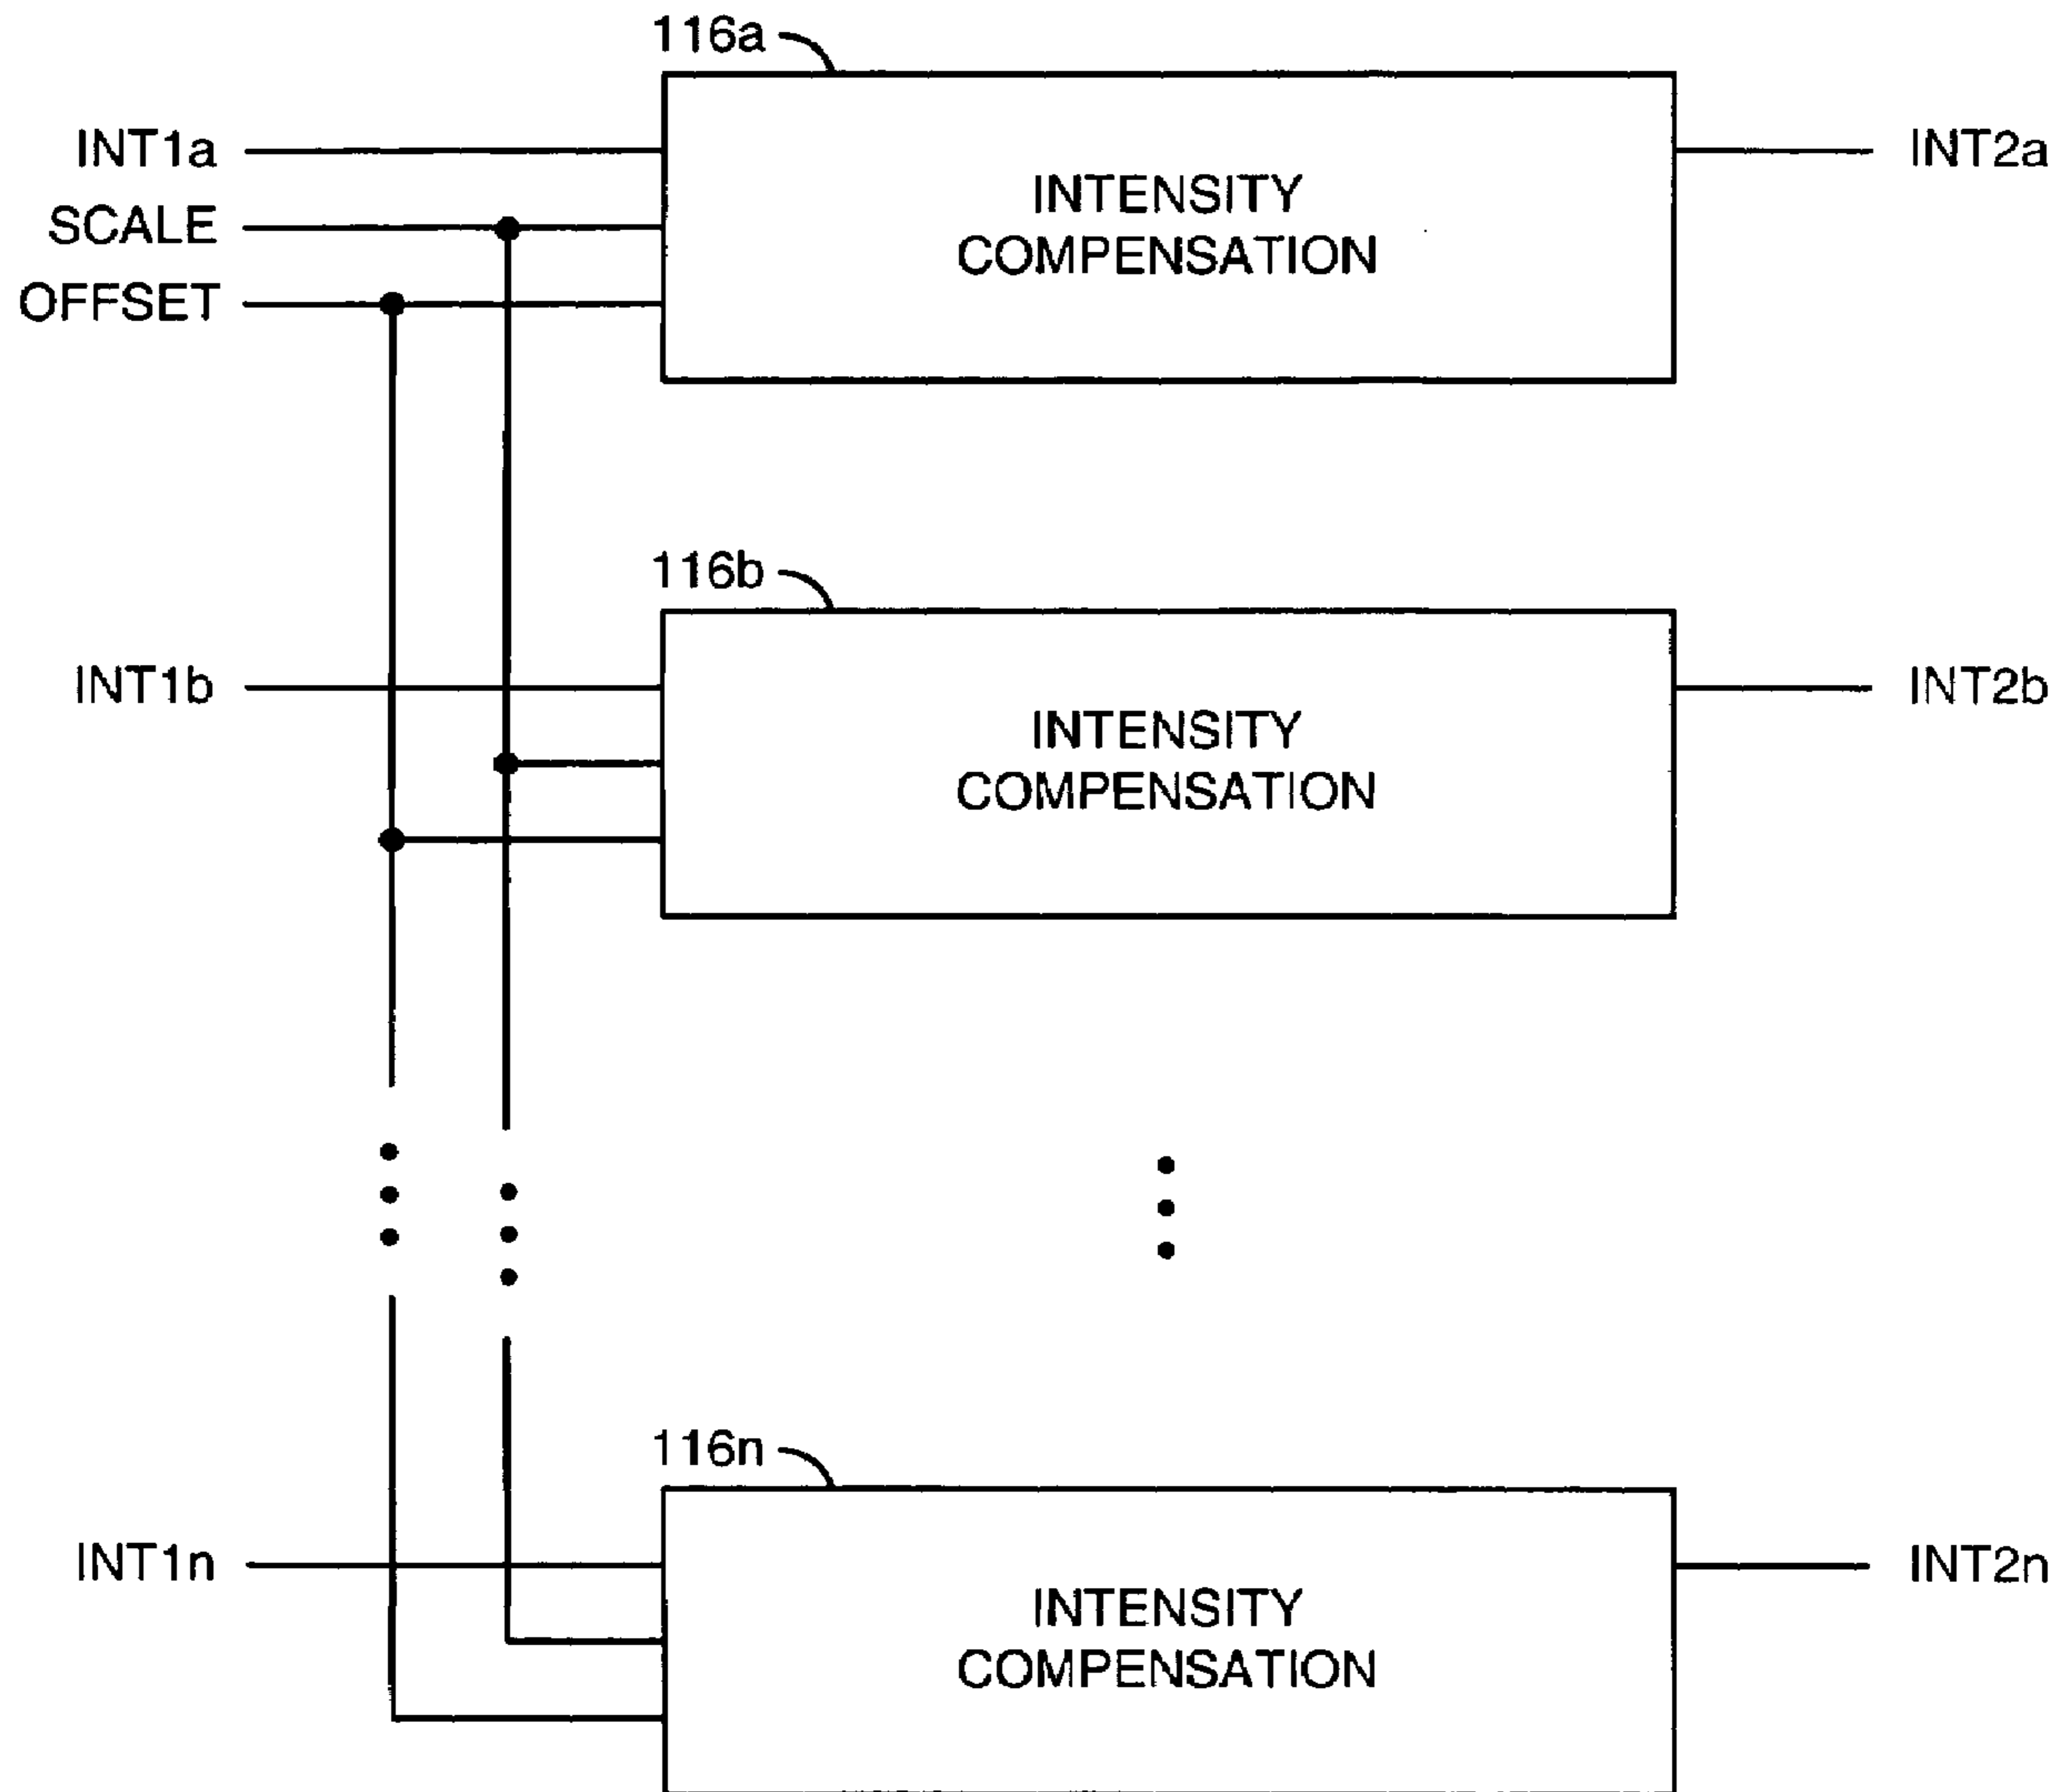 116a
INT1a
INT2a
SCALE
OFFSET
INTENSITY
COMPENSATION
116b
INT1b
INT2b
INTENSITY
COMPENSATION
116n
INT1n
INT2n
INTENSITY
COMPENSATION